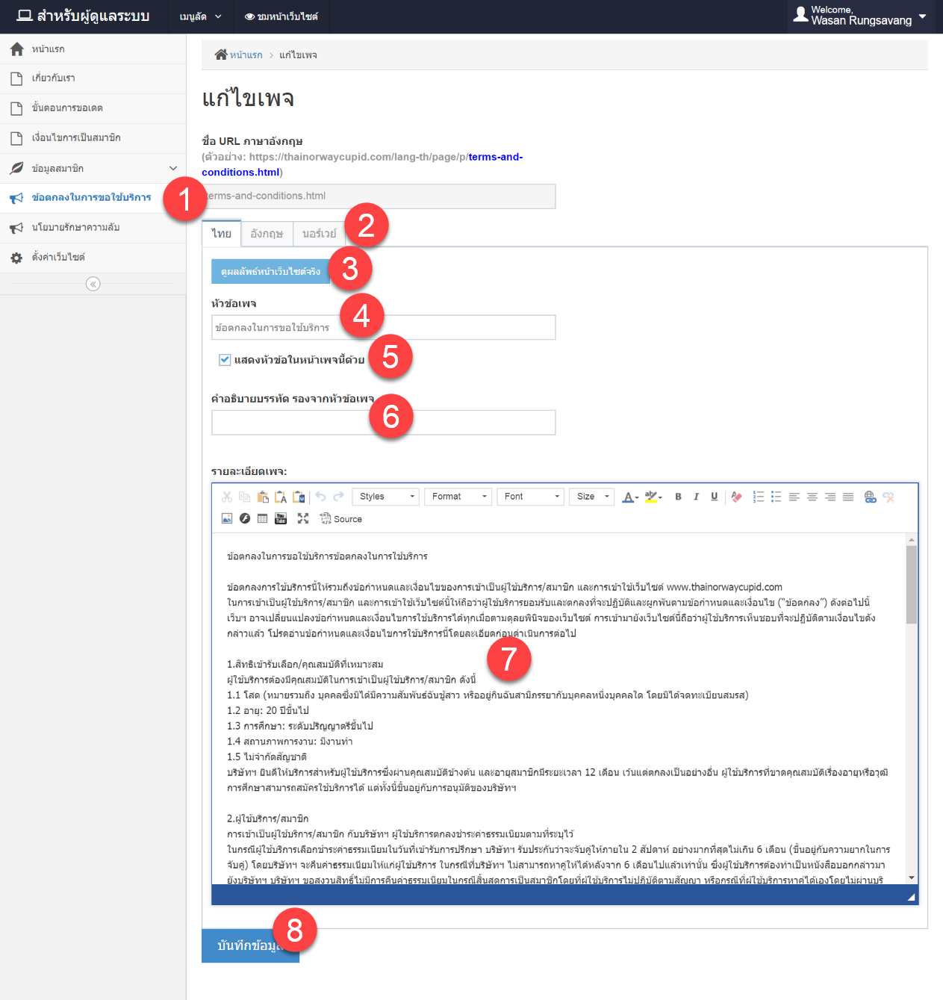 สำหรับผู้ดูแลระบบ
เมนูลัด
ชมหน้าเว็บไซต์
Welcome,
Wasan Rungsavang
หน้าแรก
เกี่ยวกับเรา
ขั้นตอนการขอเดต
เงื่อนไขการเป็นสมาชิก
ข้อมูลสมาชิก
ข้อตกลงในการขอใช้บริการ
1
นโยบายรักษาความลับ
ตั้งค่าเว็บไซต์
หน้าแรก > แก้ไขเพจ
แก้ไขเพจ
ชื่อ URL ภาษาอังกฤษ
(ตัวอย่าง: https://thainorwaycupid.com/lang-th/page/p/terms-and-
conditions.html)
terms-and-conditions.html
ไทย
อังกฤษ
นอร์เวย์
2
ดูผลลัพธ์หน้าเว็บไซต์จริง
3
หัวข้อเพจ
4
ข้อตกลงในการขอใช้บริการ
แสดงหัวข้อในหน้าเพจนี้ด้วย
5
คำอธิบายบรรทัด รองจากหัวข้อเพจ
6
รายละเอียดเพจ:
Styles
Format
Font
Size
Source
ข้อตกลงในการขอใช้บริการข้อตกลงในการใช้บริการ
ข้อตกลงการใช้บริการนี้ให้รวมถึงข้อกำหนดและเงื่อนไขของการเข้าเป็นผู้ใช้บริการ/สมาชิก และการเข้าใช้เว็บไซต์ www.thainorwaycupid.com
ในการเข้าเป็นผู้ใช้บริการ/สมาชิก และการเข้าใช้เว็บไซต์นี้ให้ถือว่าผู้ใช้บริการยอมรับและตกลงที่จะปฏิบัติและผูกพันตามข้อกำหนดและเงื่อนไข (“ข้อตกลง”) ดังต่อไปนี้
เว็บฯ อาจเปลี่ยนแปลงข้อกำหนดและเงื่อนไขการใช้บริการได้ทุกเมื่อตามดุลยพินิจของเว็บไซต์ การเข้ามายังเว็บไซต์นี้ถือว่าผู้ใช้บริการเห็นชอบที่จะปฏิบัติตามเงื่อนไขดัง
กล่าวแล้ว โปรดอ่านข้อกำหนดและเงื่อนไขการใช้บริการนี้โดยละเอียดก่อนดำเนินการต่อไป
7
1.สิทธิเข้ารับเลือก/คุณสมบัติที่เหมาะสม
ผู้ใช้บริการต้องมีคุณสมบัติในการเข้าเป็นผู้ใช้บริการ/สมาชิก ดังนี้
1.1 โสด (หมายรวมถึง บุคคลซึ่งมิได้มีความสัมพันธ์ฉันชู้สาว หรืออยู่กินฉันสามีภรรยากับบุคคลหนึ่งบุคคลใด โดยมิได้จดทะเบียนสมรส)
1.2 อายุ: 20 ปีขึ้นไป
1.3 การศึกษา: ระดับปริญญาตรีขึ้นไป
1.4 สถานภาพการงาน: มีงานทำ
1.5 ไม่จำกัดสัญชาติ
บริษัทฯ ยินดีให้บริการสำหรับผู้ใช้บริการซึ่งผ่านคุณสมบัติข้างต้น และอายุสมาชิกมีระยะเวลา 12 เดือน เว้นแต่ตกลงเป็นอย่างอื่น ผู้ใช้บริการที่ขาดคุณสมบัติเรื่องอายุหรือวุฒิ
การศึกษาสามารถสมัครใช้บริการได้ แต่ทั้งนี้ขึ้นอยู่กับการอนุมัติของบริษัทฯ
2.ผู้ใช้บริการ/สมาชิก
การเข้าเป็นผู้ใช้บริการ/สมาชิก กับบริษัทฯ ผู้ใช้บริการตกลงชำระค่าธรรมเนียมตามที่ระบุไว้
ในกรณีผู้ใช้บริการเลือกชำระค่าธรรมเนียมในวันที่เข้ารับการปรึกษา บริษัทฯ รับประกันว่าจะจับคู่ให้ภายใน 2 สัปดาห์ อย่างมากที่สุดไม่เกิน 6 เดือน (ขึ้นอยู่กับความยากในการ
จับคู่) โดยบริษัทฯ จะคืนค่าธรรมเนียมให้แก่ผู้ใช้บริการ ในกรณีที่บริษัทฯ ไม่สามารถหาคู่ให้ได้หลังจาก 6 เดือนไปแล้วเท่านั้น ซึ่งผู้ใช้บริการต้องทำเป็นหนังสือบอกกล่าวมา
ยังบริษัทฯ บริษัทฯ ขอสงวนสิทธิ์ไม่มีการคืนค่าธรรมเนียมในกรณีสิ้นสุดการเป็นสมาชิกโดยที่ผู้ใช้บริการไม่ปฏิบัติตามสัญญา หรือกรณีที่ผู้ใช้บริการหาคู่ได้เองโดยไม่ผ่านบริ
8
บันทึกข้อมูล